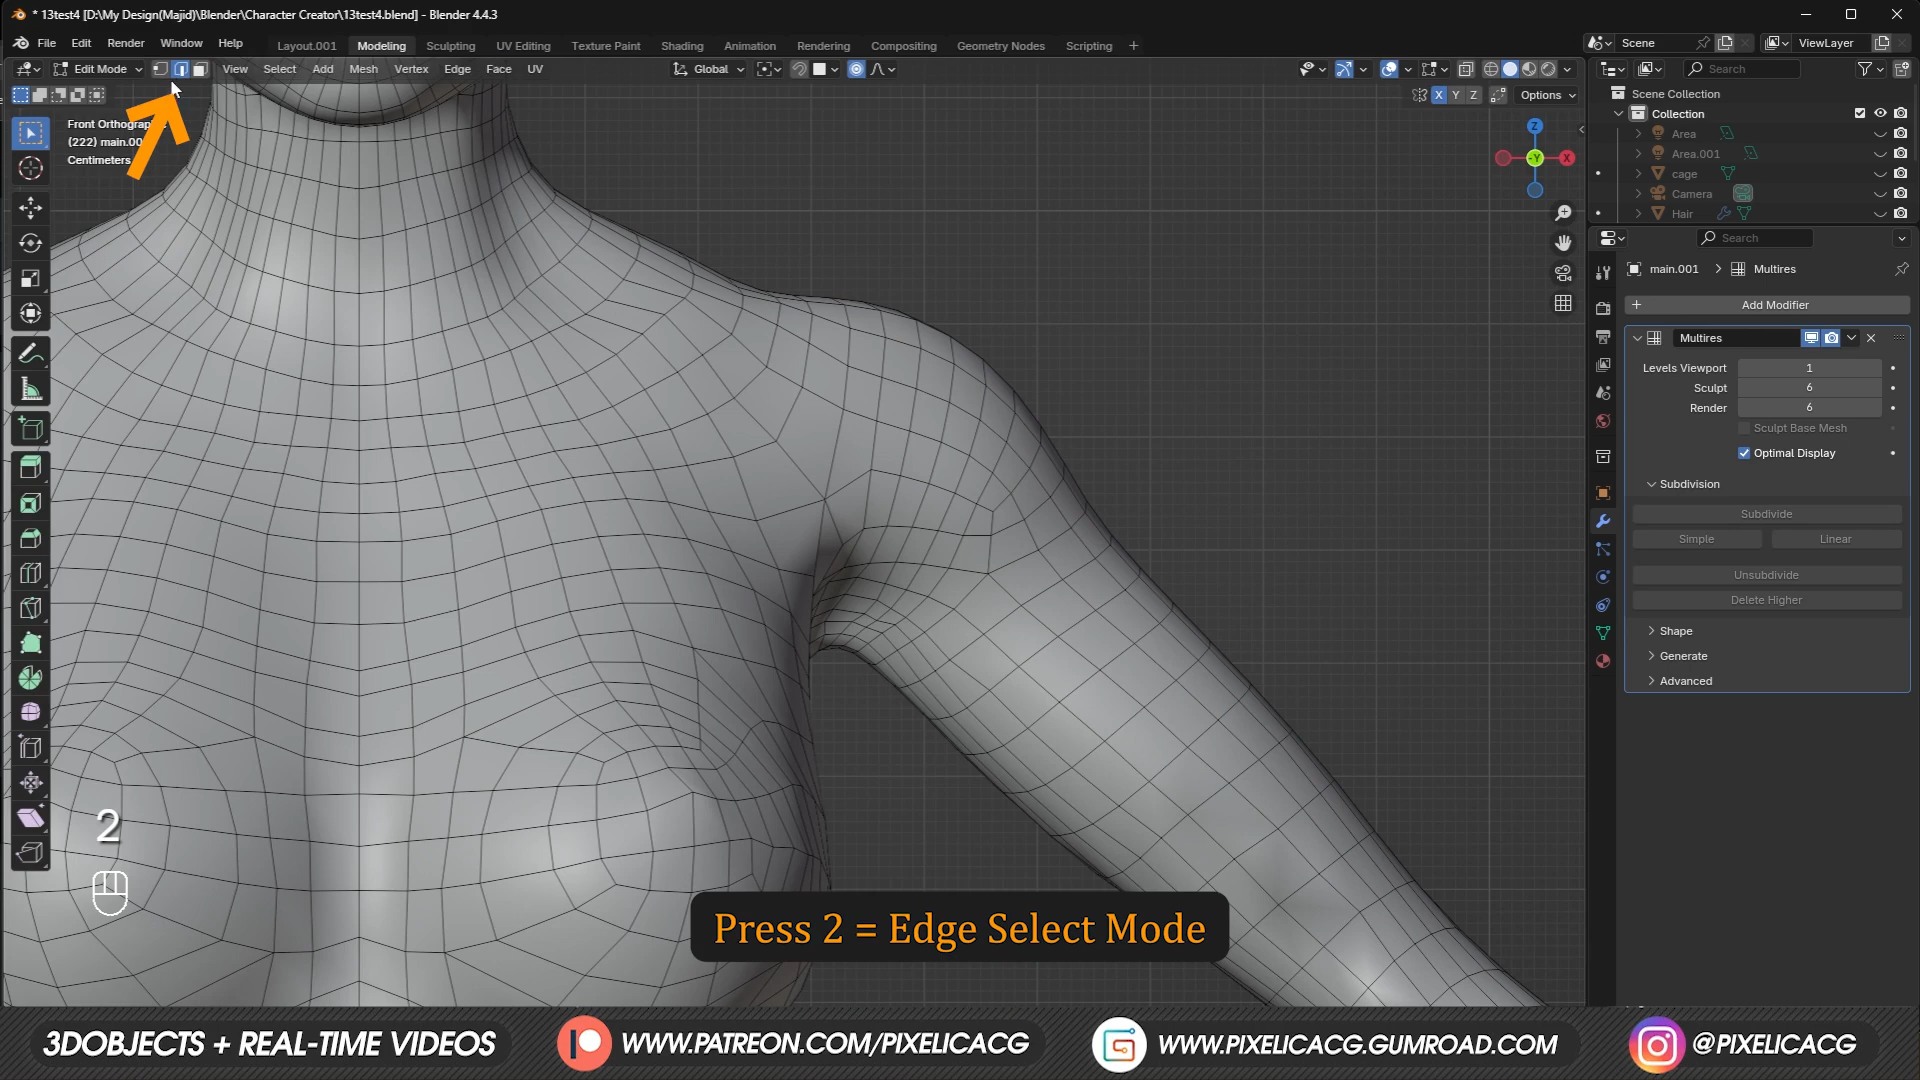 * 13test4 [D:\My Design(Majid)\Blender\Character Creator\13test4.blend] - Blender 4.4.3
File Edit Render Window Help Layout.001 Modeling Sculpting UV Editing Texture Paint Shading Animation Rendering Compositing Geometry Nodes Scripting + Scene ViewLayer
Edit Mode View Select Add Mesh Vertex Edge Face UV Global Search
X Y Z Options
Front Orthographic
(222) main.00
Centimeters
Z
-Y X
Scene Collection
Collection
Area
Area.001
cage
Camera
Hair
Search
main.001 > Multires
+ Add Modifier
Multires
Levels Viewport 1
Sculpt 6
Render 6
Sculpt Base Mesh
Optimal Display
Subdivision
Subdivide
Simple Linear
Unsubdivide
Delete Higher
Shape
Generate
Advanced
2
Press 2 = Edge Select Mode
3DOBJECTS + REAL-TIME VIDEOS WWW.PATREON.COM/PIXELICACG WWW.PIXELICACG.GUMROAD.COM @PIXELICACG